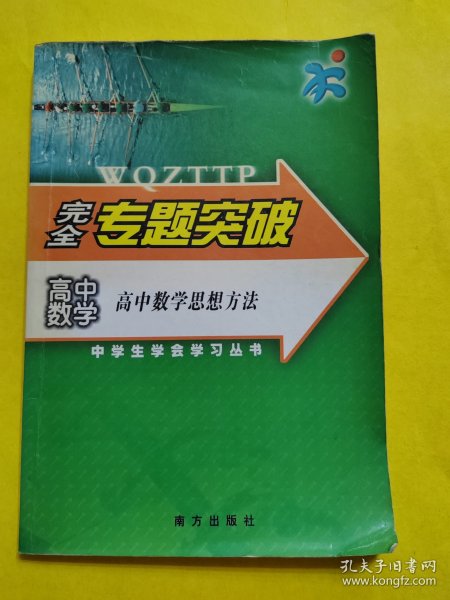 WQZTTP
完全 专题突破
高中数学 高中数学思想方法
中学生学会学习丛书
南方出版社
孔夫子旧书网
www.kongfz.com